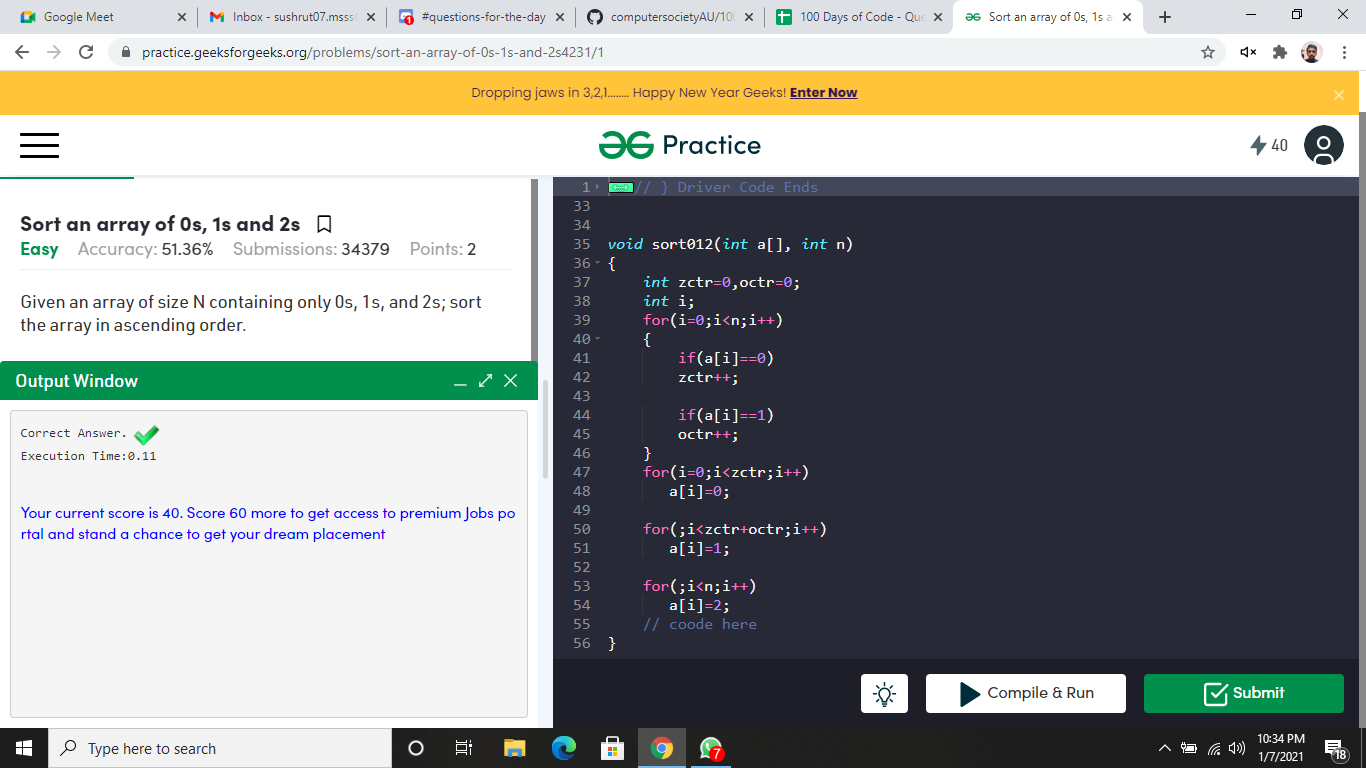 Google Meet
Inbox - sushrut07.msss
#questions-for-the-day
computersocietyAU/10
100 Days of Code - Que
Sort an array of 0s, 1s a
practice.geeksforgeeks.org/problems/sort-an-array-of-0s-1s-and-2s4231/1
Dropping jaws in 3,2,1........ Happy New Year Geeks! Enter Now
Practice
40
Sort an array of 0s, 1s and 2s
Easy Accuracy: 51.36% Submissions: 34379 Points: 2
Given an array of size N containing only 0s, 1s, and 2s; sort
the array in ascending order.
Output Window
Correct Answer.
Execution Time:0.11
Your current score is 40. Score 60 more to get access to premium Jobs po
rtal and stand a chance to get your dream placement
1 // } Driver Code Ends
33
34
35 void sort012(int a[], int n)
36 {
37 int zctr=0,octr=0;
38 int i;
39 for(i=0;i<n;i++)
40 {
41 if(a[i]==0)
42 zctr++;
43
44 if(a[i]==1)
45 octr++;
46 }
47 for(i=0;i<zctr;i++)
48 a[i]=0;
49
50 for(;i<zctr+octr;i++)
51 a[i]=1;
52
53 for(;i<n;i++)
54 a[i]=2;
55 // coode here
56 }
Compile & Run
Submit
Type here to search
7
10:34 PM
1/7/2021
18